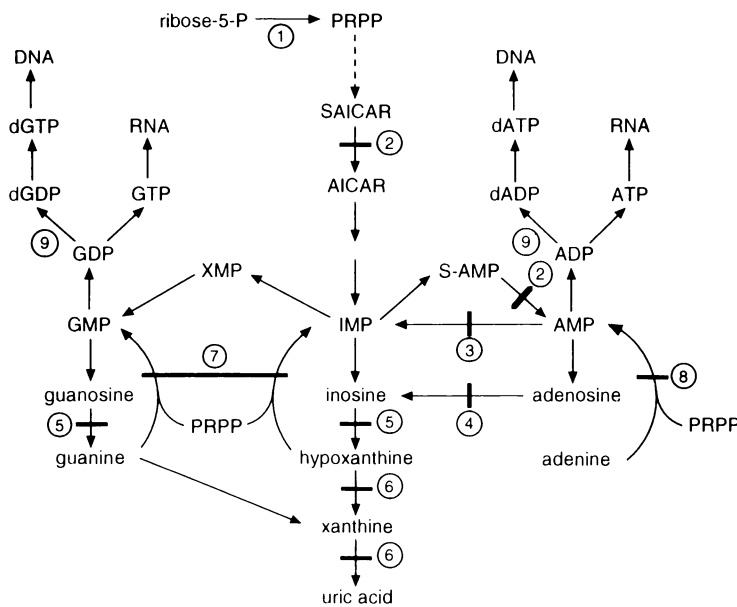 ribose-5-P ① PRPP
DNA DNA
SAICAR
dGTP RNA ② dATP RNA
AICAR
dGDP GTP dADP ATP
⑨ GDP ⑨ ADP
XMP S-AMP ②
GMP IMP AMP
⑦ ③
⑧
guanosine inosine adenosine
⑤ PRPP ⑤ ④ PRPP
guanine hypoxanthine adenine
⑥
xanthine
⑥
uric acid